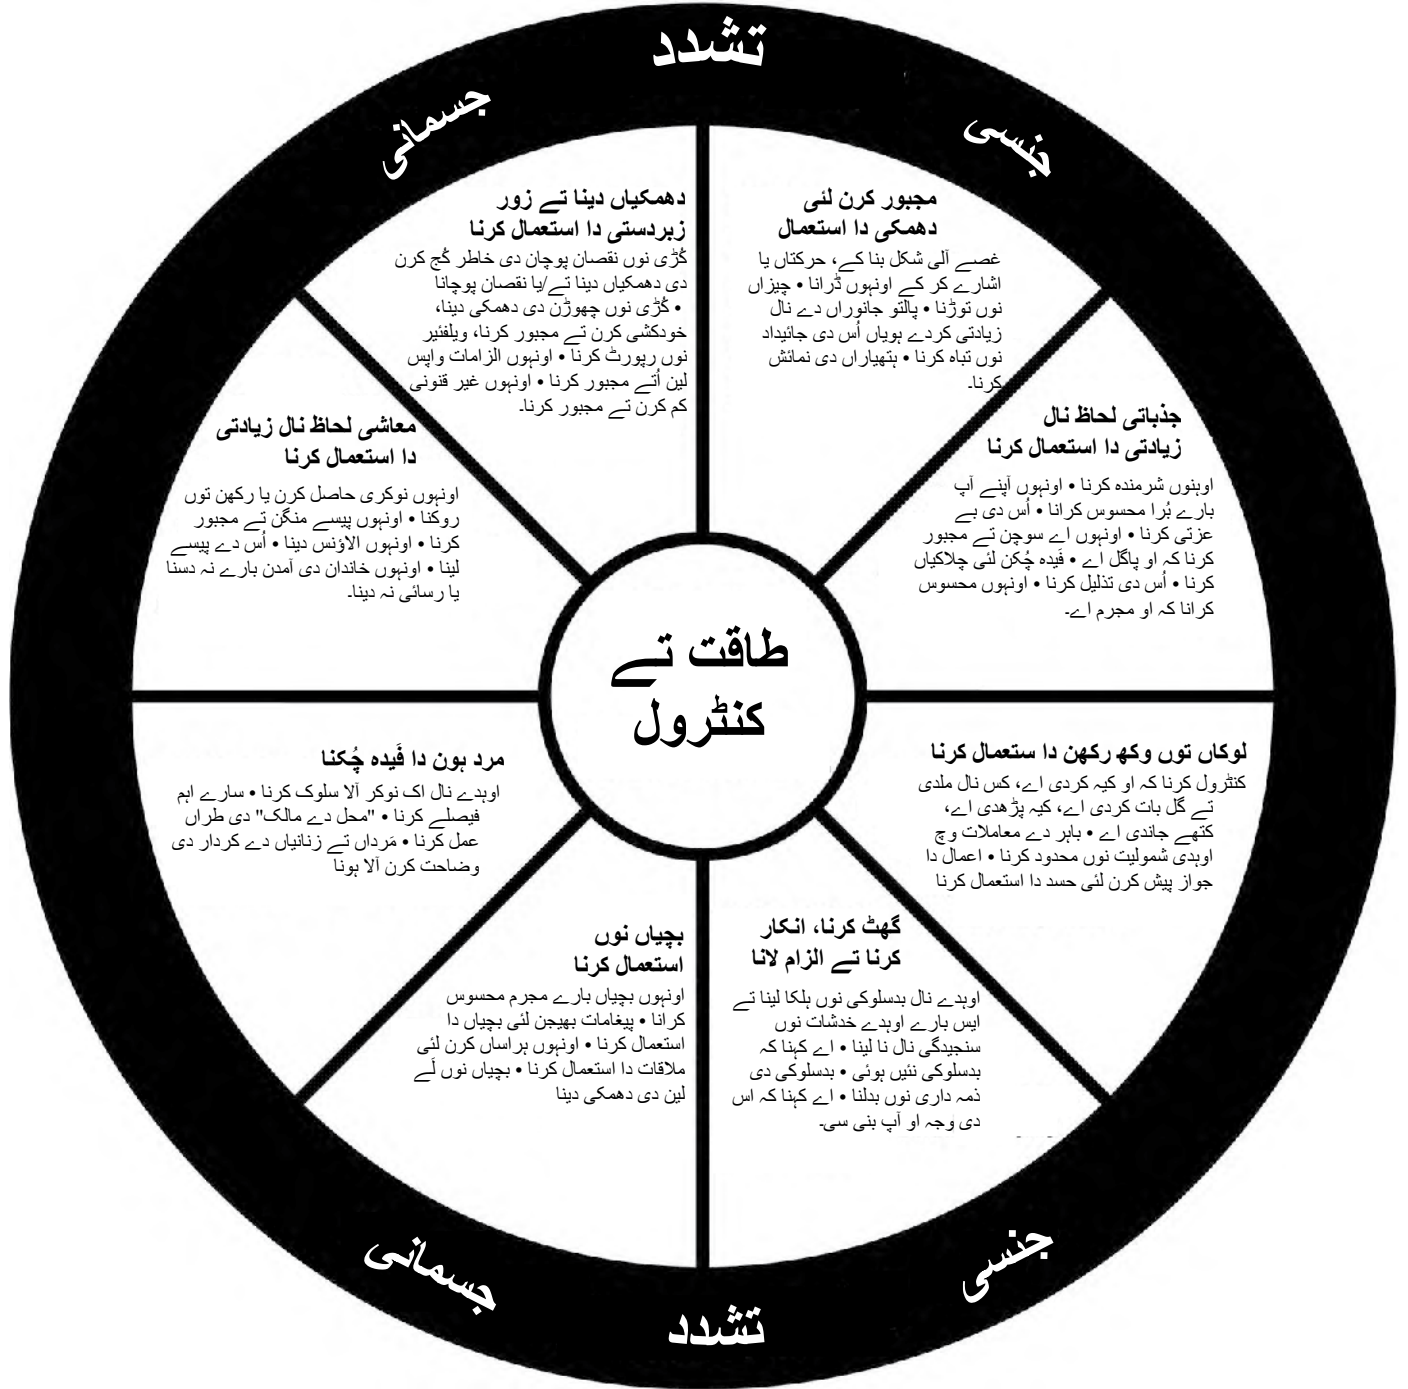 تشدد
جسمانی
جنسی
دھمکیاں دینا تے زور
زبردستی دا استعمال کرنا
کُڑی نوں نقصان پوچان دی خاطر کُج کرن
دی دھمکیاں دینا تے/یا نقصان پوچانا
• کُڑی نوں چھوڑن دی دھمکی دینا،
خودکشی کرن تے مجبور کرنا، ویلفئیر
نوں رپورٹ کرنا • اونہوں الزامات واپس
لین اُتے مجبور کرنا • اونہوں غیر قنونی
کم کرن تے مجبور کرنا۔
مجبور کرن لئی
دھمکی دا استعمال
غصے آلی شکل بنا کے، حرکتاں یا
اشارے کر کے اونہوں ڈرانا • چیزاں
نوں توڑنا • پالتو جانوراں دے نال
زیادتی کردے ہویاں اُس دی جائیداد
نوں تباہ کرنا • ہتھیاراں دی نمائش
کرنا۔
جذباتی لحاظ نال
زیادتی دا استعمال کرنا
اوہنوں شرمندہ کرنا • اونہوں آپنے آپ
بارے بُرا محسوس کرانا • اُس دی بے
عزتی کرنا • اونہوں اے سوچن تے مجبور
کرنا کہ او پاگل اے • فَیدہ چُکن لئی چلاکیاں
کرنا • اُس دی تذلیل کرنا • اونہوں محسوس
کرانا کہ او مجرم اے۔
معاشی لحاظ نال زیادتی
دا استعمال کرنا
اونہوں نوکری حاصل کرن یا رکھن توں
روکنا • اونہوں پیسے منگن تے مجبور
کرنا • اونہوں الاؤنس دینا • اُس دے پیسے
لینا • اونہوں خاندان دی آمدن بارے نہ دسنا
یا رسائی نہ دینا۔
طاقت تے
کنٹرول
لوکاں توں وکھ رکھن دا ستعمال کرنا
کنٹرول کرنا کہ او کیہ کردی اے، کس نال ملدی
تے گل بات کردی اے، کیہ پڑھدی اے،
کتھے جاندی اے • باہر دے معاملات وچ
اوہدی شمولیت نوں محدود کرنا • اعمال دا
جواز پیش کرن لئی حسد دا استعمال کرنا
مرد ہون دا فَیدہ چُکنا
اوہدے نال اک نوکر آلا سلوک کرنا • سارے اہم
فیصلے کرنا • "محل دے مالک" دی طراں
عمل کرنا • مَرداں تے زنانیاں دے کردار دی
وضاحت کرن آلا ہونا
گھٹ کرنا، انکار
کرنا تے الزام لانا
اوہدے نال بدسلوکی نوں ہلکا لینا تے
ایس بارے اوہدے خدشات نوں
سنجیدگی نال نا لینا • اے کہنا کہ
بدسلوکی نئیں ہوئی • بدسلوکی دی
ذمہ داری نوں بدلنا • اے کہنا کہ اس
دی وجہ او آپ بنی سی۔
بچیاں نوں
استعمال کرنا
اونہوں بچیاں بارے مجرم محسوس
کرانا • پیغامات بھیجن لئی بچیاں دا
استعمال کرنا • اونہوں ہراساں کرن لئی
ملاقات دا استعمال کرنا • بچیاں نوں لَے
لین دی دھمکی دینا
جسمانی
جنسی
تشدد